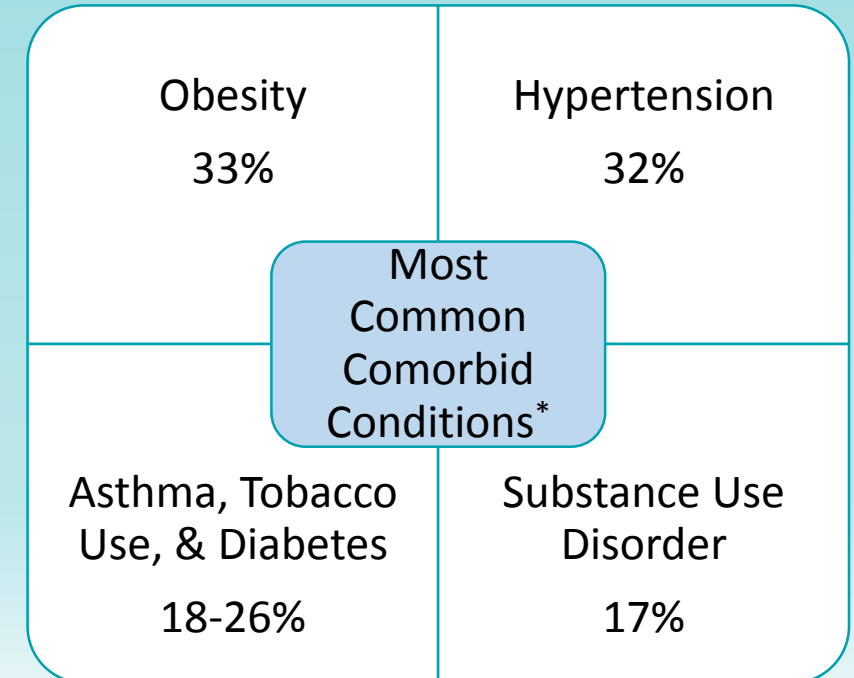 Obesity
33%
Hypertension
32%
Most
Common
Comorbid
Conditions*
Asthma, Tobacco
Use, & Diabetes
18-26%
Substance Use
Disorder
17%